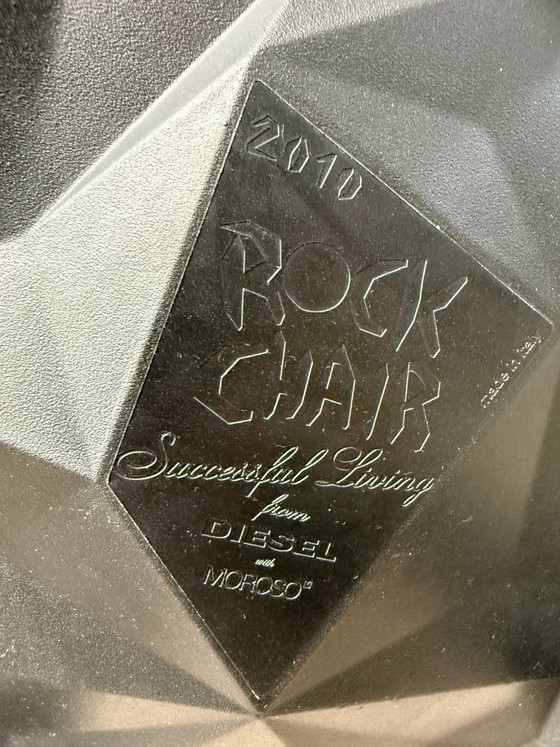 2010
ROCK
CHAIR
made in Italy
Successful Living
from
DIESEL
with
MOROSO